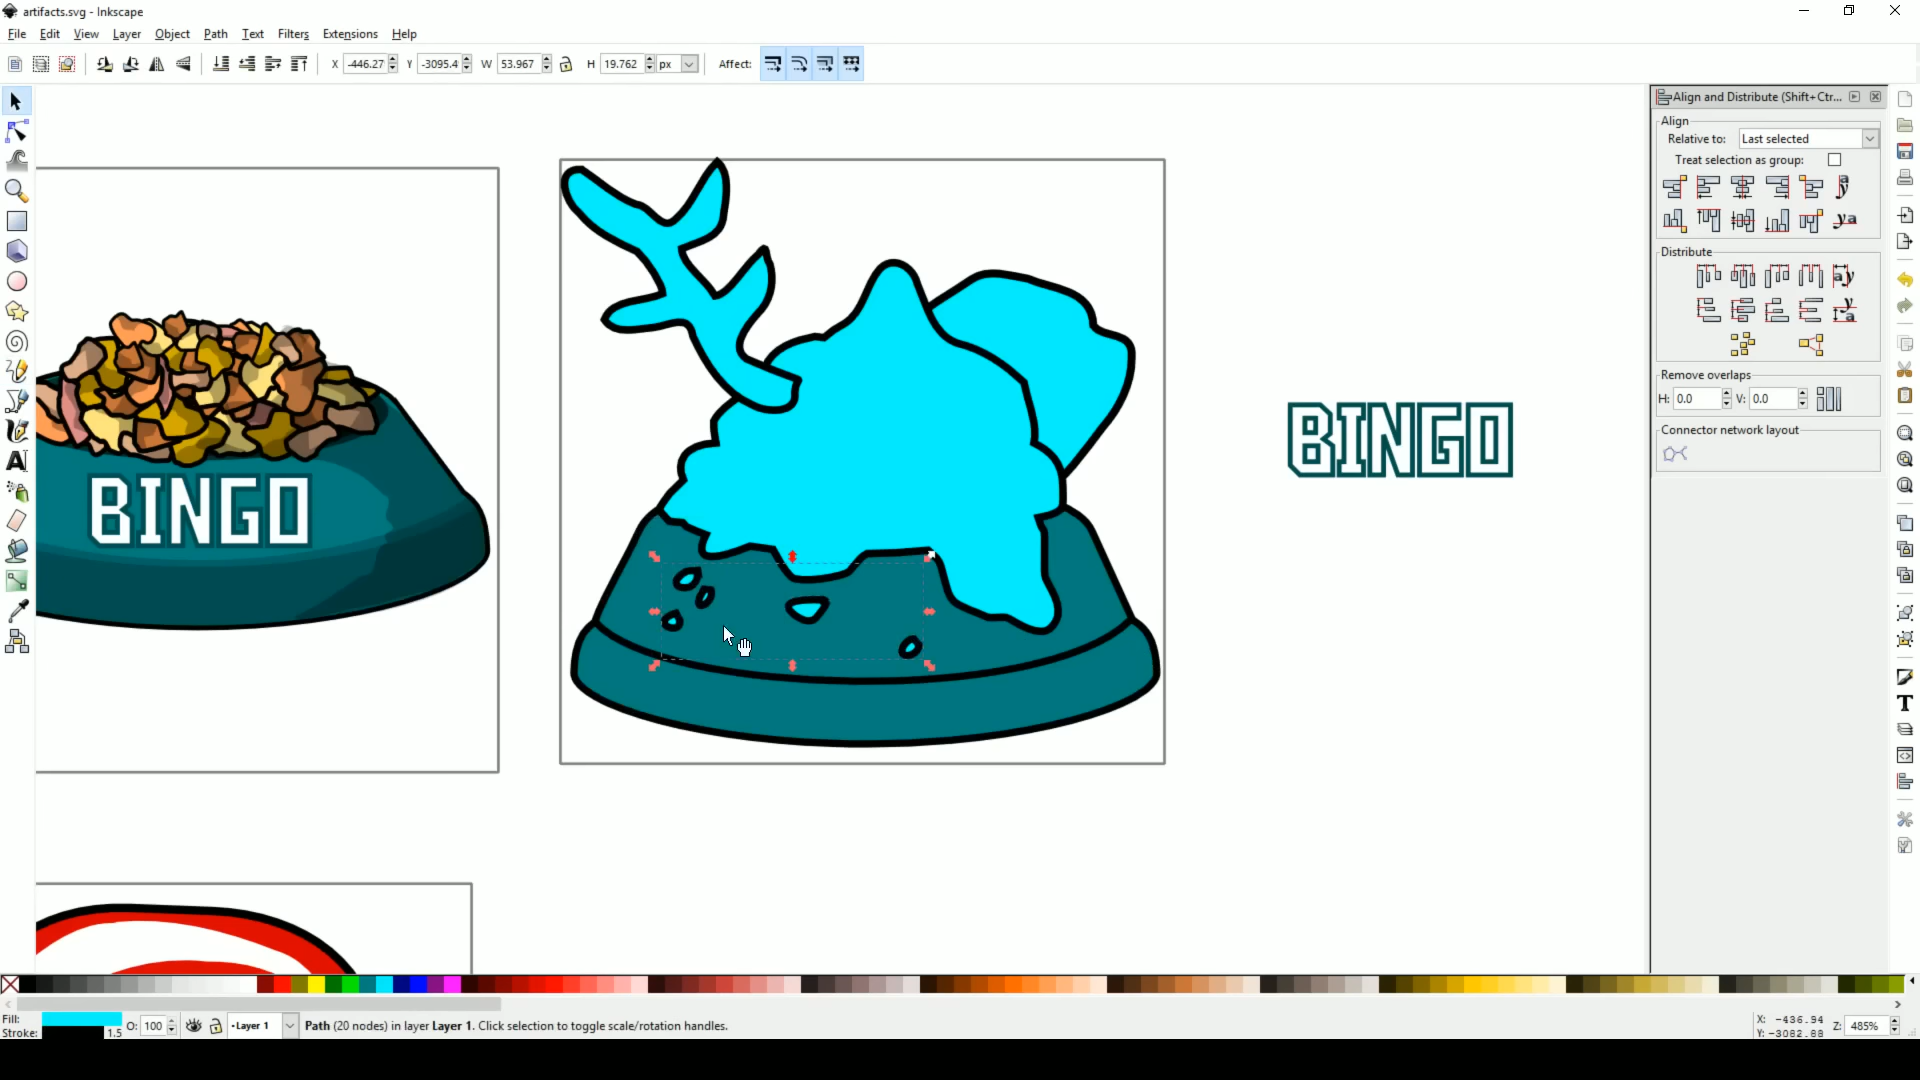 artifacts.svg - Inkscape
File Edit View Layer Object Path Text Filters Extensions Help
X -446.27 Y -3095.4 W 53.967 H 19.762 px Affect:
Align and Distribute (Shift+Ctr...
Align
Relative to: Last selected
Treat selection as group:
Distribute
Remove overlaps
H: 0.0 V: 0.0
Connector network layout
BINGO
BINGO
Fill:
Stroke: 1.5
O: 100
•Layer 1
Path (20 nodes) in layer Layer 1. Click selection to toggle scale/rotation handles.
X: -436.94
Y: -3082.88
Z: 485%